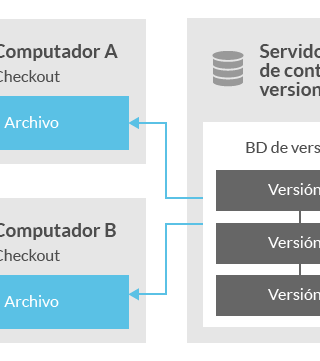 Computador A
Checkout
Archivo
Computador B
Checkout
Archivo
Servido
de cont
version
BD de vers
Versión
Versión
Versión